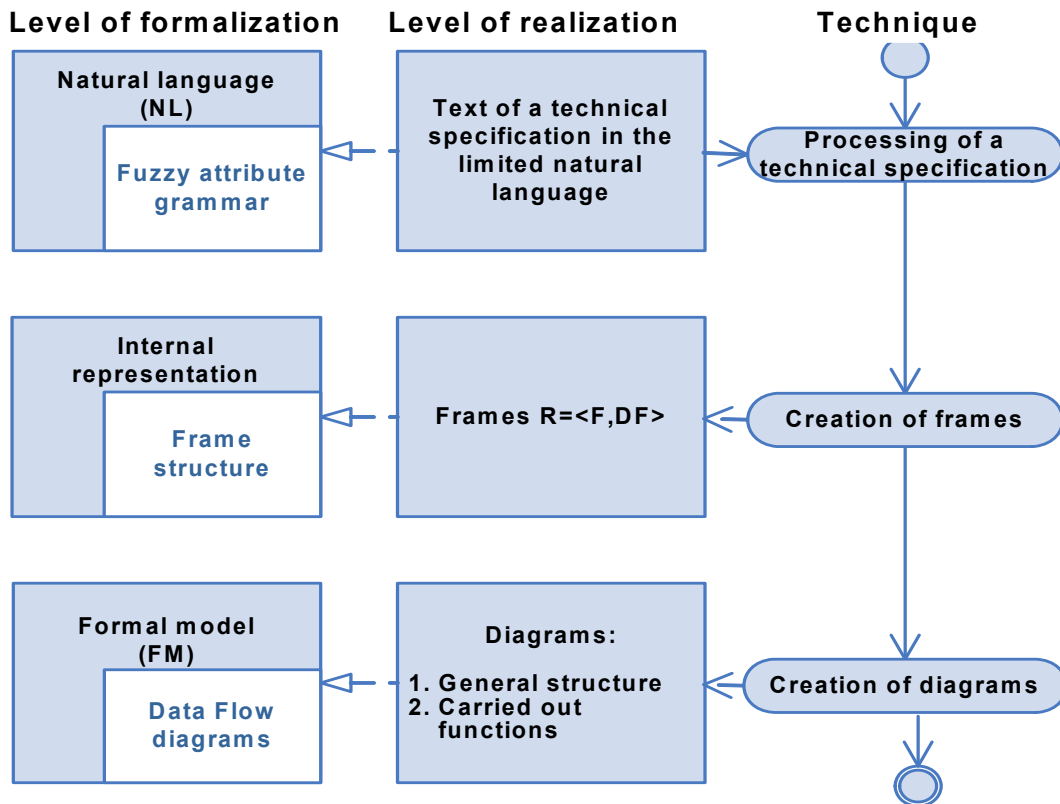 Level of formalization
Level of realization
Technique
Natural language
(NL)
Fuzzy attribute
grammar
Text of a technical
specification in the
limited natural
language
Processing of a
technical specification
Internal
representation
Frame
structure
Frames R=<F,DF>
Creation of frames
Formal model
(FM)
Data Flow
diagrams
Diagrams:
1. General structure
2. Carried out
functions
Creation of diagrams